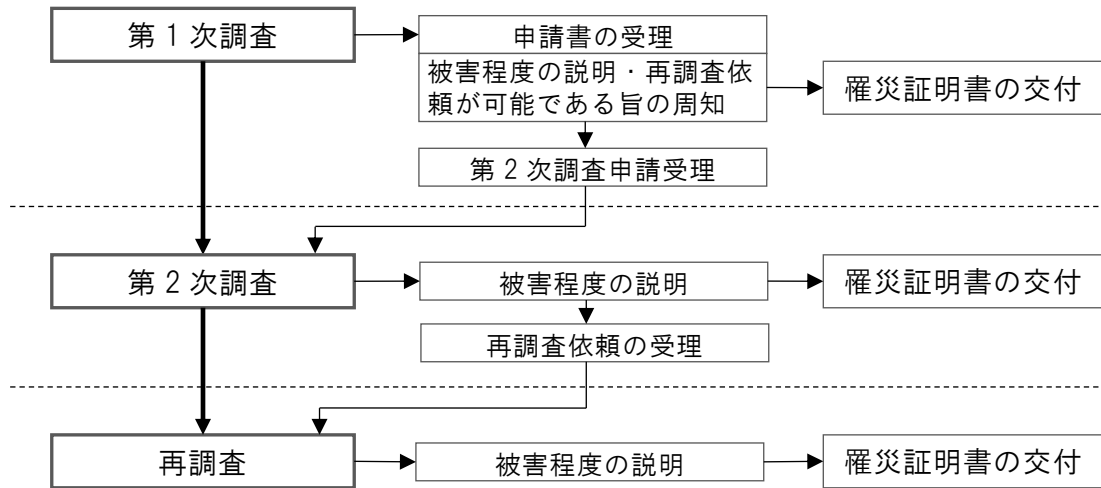 第１次調査
申請書の受理
被害程度の説明・再調査依
頼が可能である旨の周知
罹災証明書の交付
第２次調査申請受理
第２次調査
被害程度の説明
罹災証明書の交付
再調査依頼の受理
再調査
被害程度の説明
罹災証明書の交付